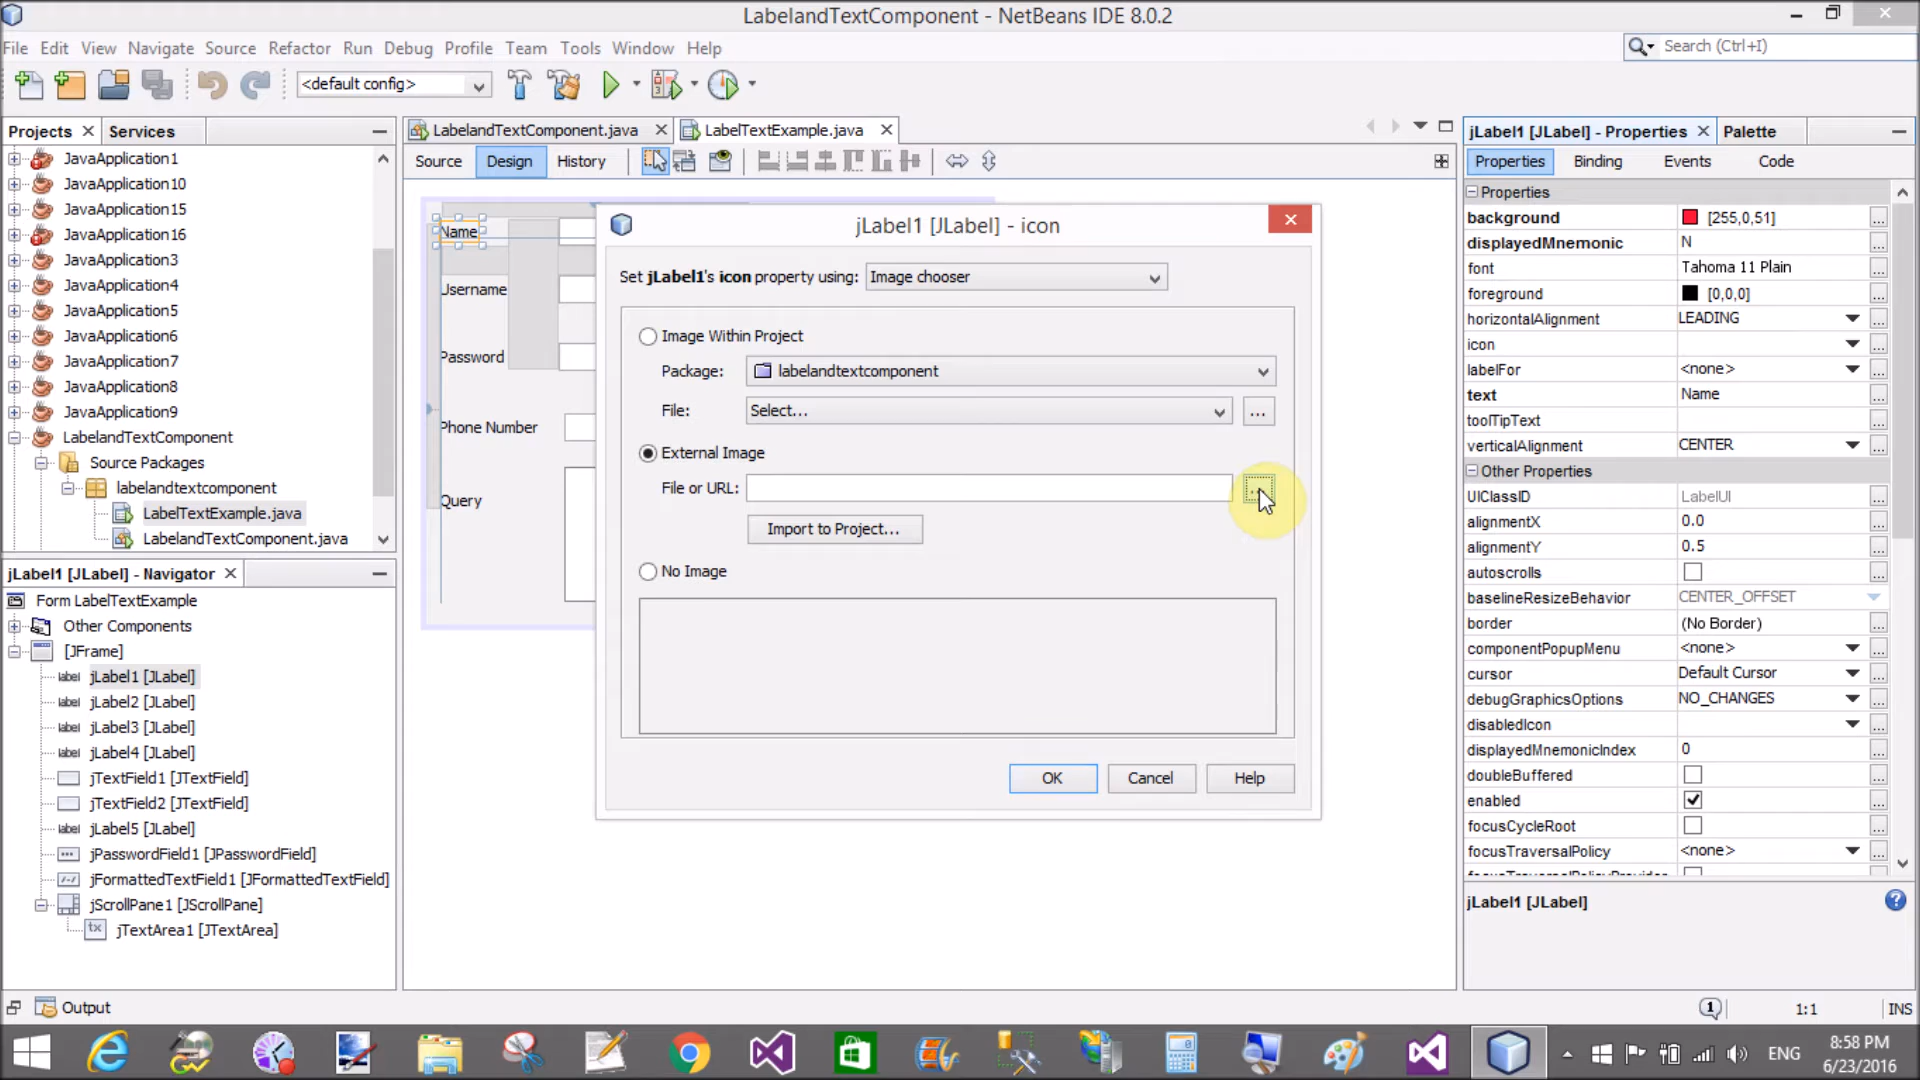 LabelandTextComponent - NetBeans IDE 8.0.2
File Edit View Navigate Source Refactor Run Debug Profile Team Tools Window Help
Search (Ctrl+I)
<default config>
Projects Services
JavaApplication1
JavaApplication10
JavaApplication15
JavaApplication16
JavaApplication3
JavaApplication4
JavaApplication5
JavaApplication6
JavaApplication7
JavaApplication8
JavaApplication9
LabelandTextComponent
Source Packages
labelandtextcomponent
LabelTextExample.java
LabelandTextComponent.java
jLabel1 [JLabel] - Navigator
Form LabelTextExample
Other Components
[JFrame]
label jLabel1 [JLabel]
label jLabel2 [JLabel]
label jLabel3 [JLabel]
label jLabel4 [JLabel]
jTextField1 [JTextField]
jTextField2 [JTextField]
label jLabel5 [JLabel]
jPasswordField1 [JPasswordField]
jFormattedTextField1 [JFormattedTextField]
jScrollPane1 [JScrollPane]
tx jTextArea1 [JTextArea]
LabelandTextComponent.java LabelTextExample.java
Source Design History
Name
Username
Password
Phone Number
Query
jLabel1 [JLabel] - icon
Set jLabel1's icon property using: Image chooser
Image Within Project
Package: labelandtextcomponent
File: Select... ...
External Image
File or URL: ...
Import to Project...
No Image
OK Cancel Help
jLabel1 [JLabel] - Properties Palette
Properties Binding Events Code
Properties
background [255,0,51] ...
displayedMnemonic N ...
font Tahoma 11 Plain ...
foreground [0,0,0] ...
horizontalAlignment LEADING ...
icon ...
labelFor <none> ...
text Name ...
toolTipText ...
verticalAlignment CENTER ...
Other Properties
UIClassID LabelUI ...
alignmentX 0.0 ...
alignmentY 0.5 ...
autoscrolls ...
baselineResizeBehavior CENTER_OFFSET
border (No Border) ...
componentPopupMenu <none> ...
cursor Default Cursor ...
debugGraphicsOptions NO_CHANGES ...
disabledIcon ...
displayedMnemonicIndex 0 ...
doubleBuffered ...
enabled ...
focusCycleRoot ...
focusTraversalPolicy <none> ...
focusTraversalPolicyProvider
jLabel1 [JLabel]
Output
1
1:1
INS
ENG
8:58 PM
6/23/2016